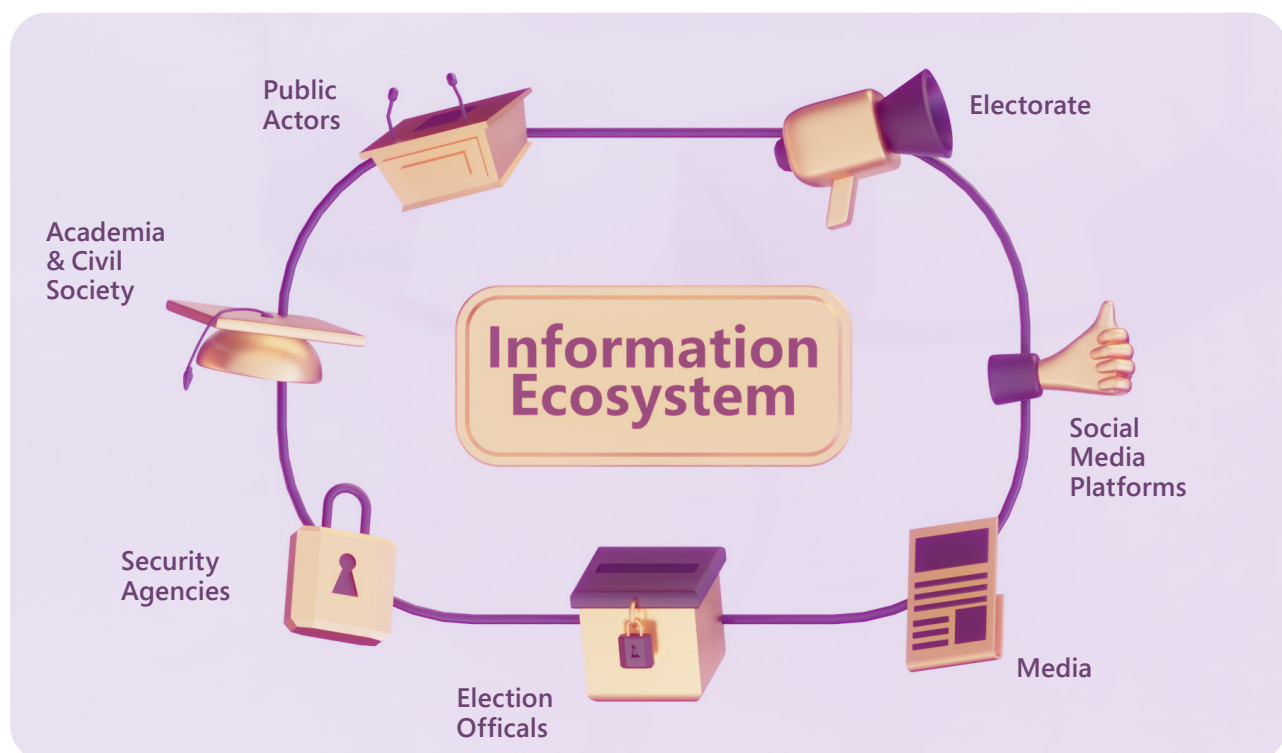 Public
Actors
Electorate
Academia
& Civil
Society
Information
Ecosystem
Social
Media
Platforms
Security
Agencies
Media
Election
Officals